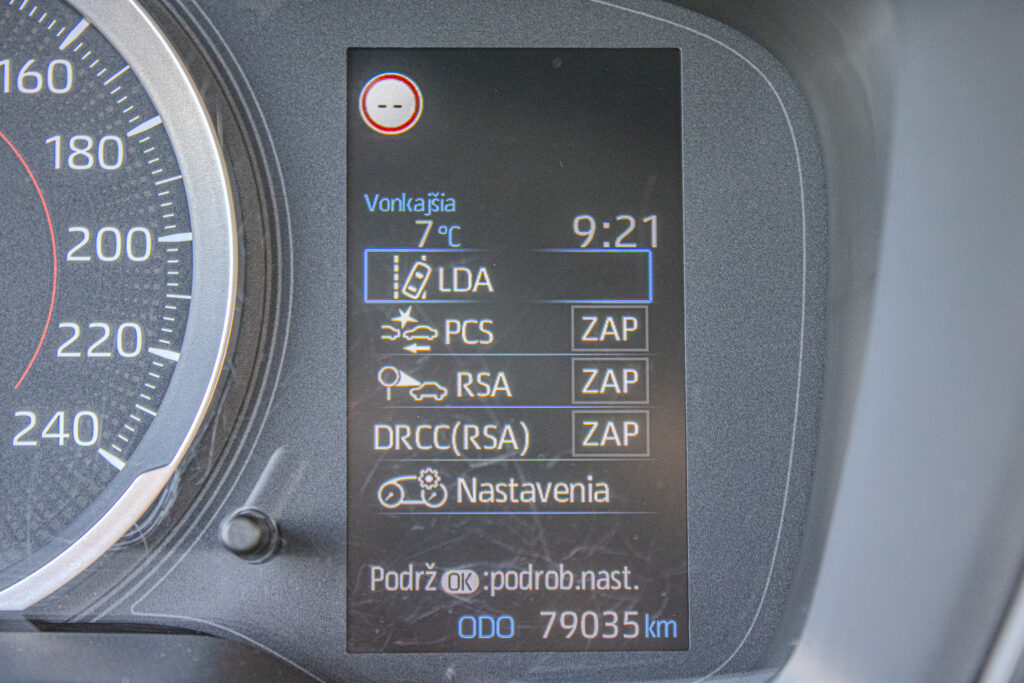 160
180
200
220
240
--
Vonkajšia
7 °C 9:21
LDA
PCS ZAP
RSA ZAP
DRCC(RSA) ZAP
Nastavenia
Podrž OK :podrob.nast.
ODO 79035 km